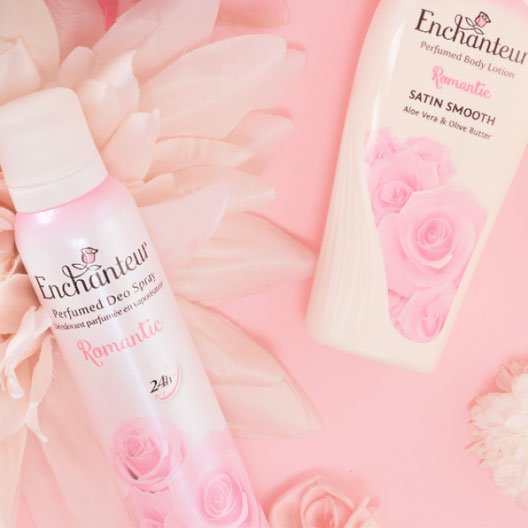 Enchanteur
Perfumed Deo Spray
Déodorant parfumée en vaporisateur
Romantic
24h
Enchanteur
Perfumed Body Lotion
Romantic
SATIN SMOOTH
Aloe Vera & Olive Butter